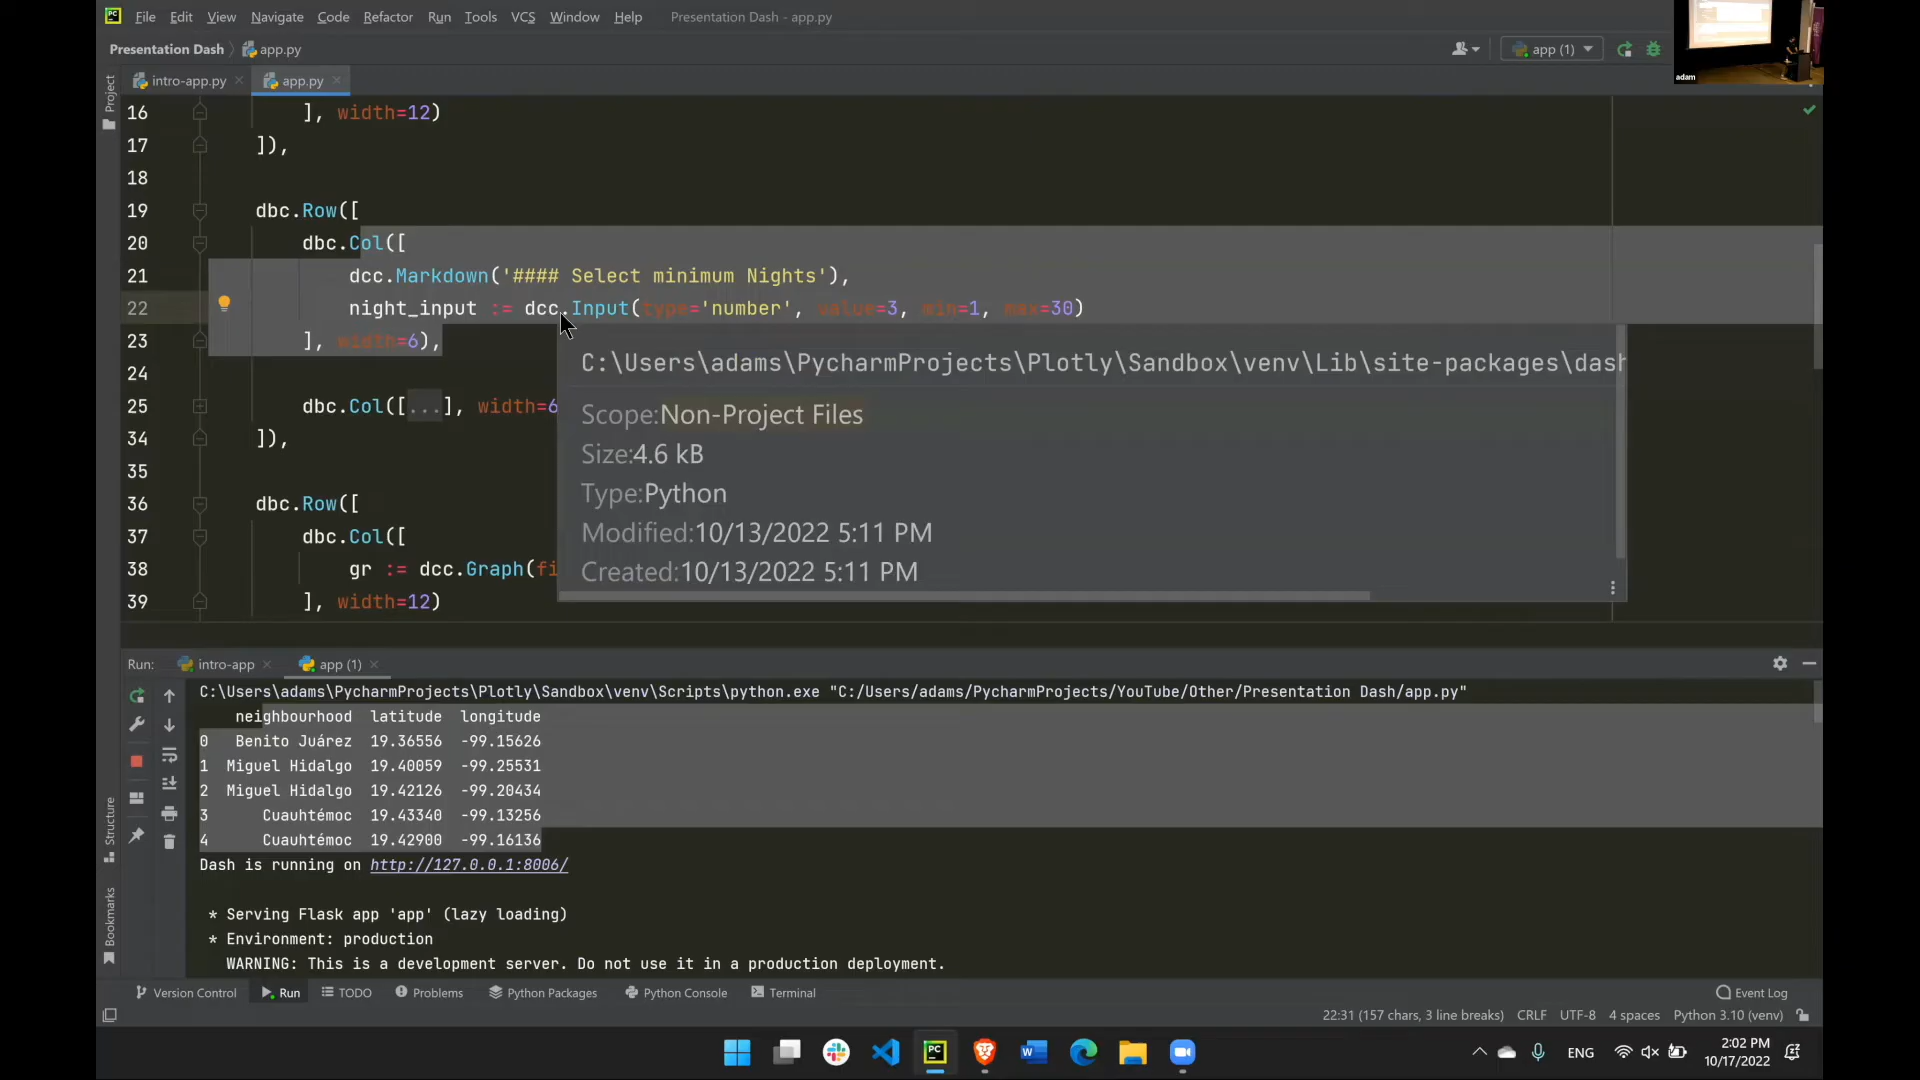 File Edit View Navigate Code Refactor Run Tools VCS Window Help Presentation Dash - app.py
Presentation Dash app.py app (1)
adam
intro-app.py app.py
Project
16 ], width=12)
17 ]),
18
19 dbc.Row([
20 dbc.Col([
21 dcc.Markdown('#### Select minimum Nights'),
22 night_input := dcc.Input(type='number', value=3, min=1, max=30)
23 ], width=6),
24
25 dbc.Col([...], width=6
34 ]),
35
36 dbc.Row([
37 dbc.Col([
38 gr := dcc.Graph(fi
39 ], width=12)
C:\Users\adams\PycharmProjects\Plotly\Sandbox\venv\Lib\site-packages\dash
Scope:Non-Project Files
Size:4.6 kB
Type:Python
Modified:10/13/2022 5:11 PM
Created:10/13/2022 5:11 PM
Run: intro-app app (1)
C:\Users\adams\PycharmProjects\Plotly\Sandbox\venv\Scripts\python.exe "C:/Users/adams/PycharmProjects/YouTube/Other/Presentation Dash/app.py"
neighbourhood latitude longitude
0 Benito Juárez 19.36556 -99.15626
1 Miguel Hidalgo 19.40059 -99.25531
2 Miguel Hidalgo 19.42126 -99.20434
3 Cuauhtémoc 19.43340 -99.13256
4 Cuauhtémoc 19.42900 -99.16136
Dash is running on http://127.0.0.1:8006/
* Serving Flask app 'app' (lazy loading)
* Environment: production
WARNING: This is a development server. Do not use it in a production deployment.
Structure
Bookmarks
Version Control Run TODO Problems Python Packages Python Console Terminal Event Log
22:31 (157 chars, 3 line breaks) CRLF UTF-8 4 spaces Python 3.10 (venv)
ENG 2:02 PM
10/17/2022